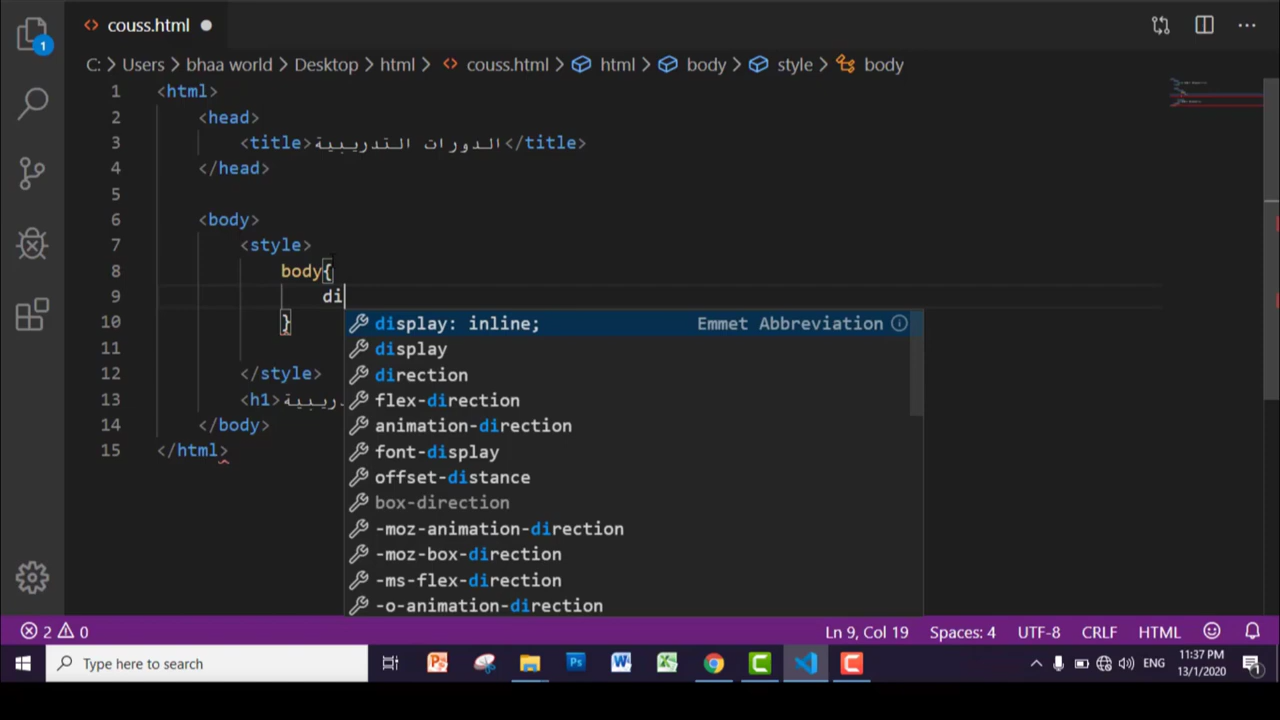 couss.html
C: > Users > bhaa world > Desktop > html > couss.html > html > body > style > body
1 <html>
2 <head>
3 <title>الدورات التدريبية</title>
4 </head>
5
6 <body>
7 <style>
8 body{
9 di
10 }
11
12 </style>
13 <h1>دريبية
14 </body>
15 </html>
display: inline; Emmet Abbreviation
display
direction
flex-direction
animation-direction
font-display
offset-distance
box-direction
-moz-animation-direction
-moz-box-direction
-ms-flex-direction
-o-animation-direction
1
2 0
Ln 9, Col 19 Spaces: 4 UTF-8 CRLF HTML
Type here to search
ENG
11:37 PM
13/1/2020
1